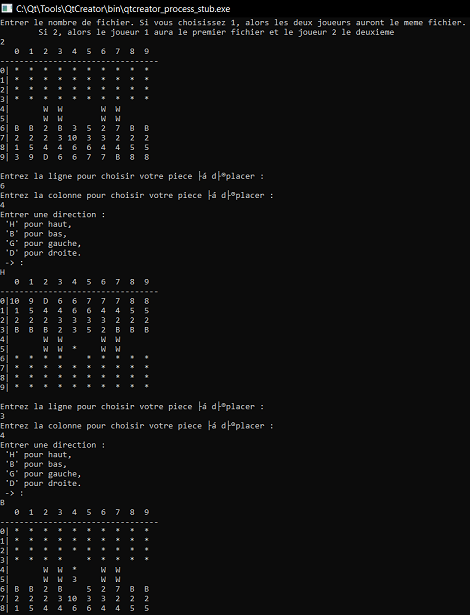 C:\Qt\Tools\QtCreator\bin\qtcreator_process_stub.exe
Entrer le nombre de fichier. Si vous choisissez 1, alors les deux joueurs auront le meme fichier.
        Si 2, alors le joueur 1 aura le premier fichier et le joueur 2 le deuxieme
2
   0  1  2  3  4  5  6  7  8  9
---------------------------------
0| *  *  *  *  *  *  *  *  *  *
1| *  *  *  *  *  *  *  *  *  *
2| *  *  *  *  *  *  *  *  *  *
3| *  *  *  *  *  *  *  *  *  *
4|       W  W        W  W
5|       W  W        W  W
6| B  B  2  B  3  5  2  7  B  B
7| 2  2  2  3 10  3  3  2  2  2
8| 1  5  4  4  6  6  4  4  5  5
9| 3  9  D  6  6  7  7  B  8  8
Entrez la ligne pour choisir votre piece ├á d├®placer :
6
Entrez la colonne pour choisir votre piece ├á d├®placer :
4
Entrer une direction :
 'H' pour haut,
 'B' pour bas,
 'G' pour gauche,
 'D' pour droite.
 -> :
H
   0  1  2  3  4  5  6  7  8  9
---------------------------------
0|10  9  D  6  6  7  7  7  8  8
1| 1  5  4  4  6  6  4  4  5  5
2| 2  2  2  3  3  3  3  2  2  2
3| B  B  B  2  3  5  2  B  B  B
4|       W  W        W  W
5|       W  W  *     W  W
6| *  *  *  *     *  *  *  *  *
7| *  *  *  *  *  *  *  *  *  *
8| *  *  *  *  *  *  *  *  *  *
9| *  *  *  *  *  *  *  *  *  *
Entrez la ligne pour choisir votre piece ├á d├®placer :
3
Entrez la colonne pour choisir votre piece ├á d├®placer :
4
Entrer une direction :
 'H' pour haut,
 'B' pour bas,
 'G' pour gauche,
 'D' pour droite.
 -> :
B
   0  1  2  3  4  5  6  7  8  9
---------------------------------
0| *  *  *  *  *  *  *  *  *  *
1| *  *  *  *  *  *  *  *  *  *
2| *  *  *  *  *  *  *  *  *  *
3| *  *  *  *     *  *  *  *  *
4|       W  W  *     W  W
5|       W  W  3     W  W
6| B  B  2  B     5  2  7  B  B
7| 2  2  2  3 10  3  3  2  2  2
8| 1  5  4  4  6  6  4  4  5  5